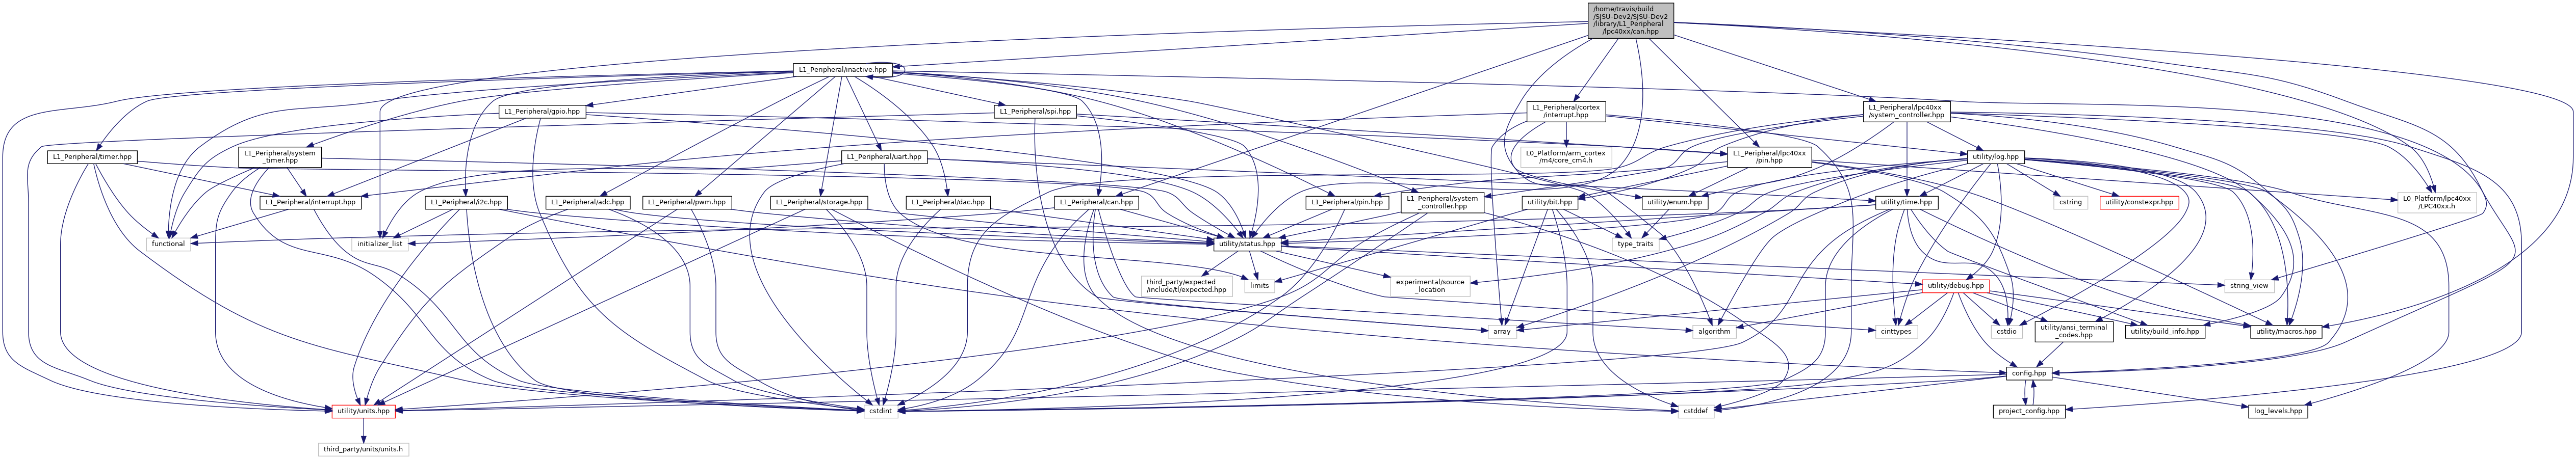 /home/travis/build
/SJSU-Dev2/SJSU-Dev2
/library/L1_Peripheral
/lpc40xx/can.hpp
L1_Peripheral/inactive.hpp
L1_Peripheral/gpio.hpp
L1_Peripheral/spi.hpp
L1_Peripheral/cortex
/interrupt.hpp
L1_Peripheral/lpc40xx
/system_controller.hpp
L1_Peripheral/timer.hpp
L1_Peripheral/system
_timer.hpp
L1_Peripheral/uart.hpp
L0_Platform/arm_cortex
/m4/core_cm4.h
L1_Peripheral/lpc40xx
/pin.hpp
utility/log.hpp
L1_Peripheral/interrupt.hpp
L1_Peripheral/i2c.hpp
L1_Peripheral/adc.hpp
L1_Peripheral/pwm.hpp
L1_Peripheral/storage.hpp
L1_Peripheral/dac.hpp
L1_Peripheral/can.hpp
L1_Peripheral/pin.hpp
L1_Peripheral/system
_controller.hpp
utility/bit.hpp
utility/enum.hpp
utility/time.hpp
cstring
utility/constexpr.hpp
L0_Platform/lpc40xx
/LPC40xx.h
functional
initializer_list
utility/status.hpp
type_traits
third_party/expected
/include/tl/expected.hpp
limits
experimental/source
_location
utility/debug.hpp
string_view
array
algorithm
cinttypes
cstdio
utility/ansi_terminal
_codes.hpp
utility/build_info.hpp
utility/macros.hpp
config.hpp
utility/units.hpp
cstdint
cstddef
project_config.hpp
log_levels.hpp
third_party/units/units.h